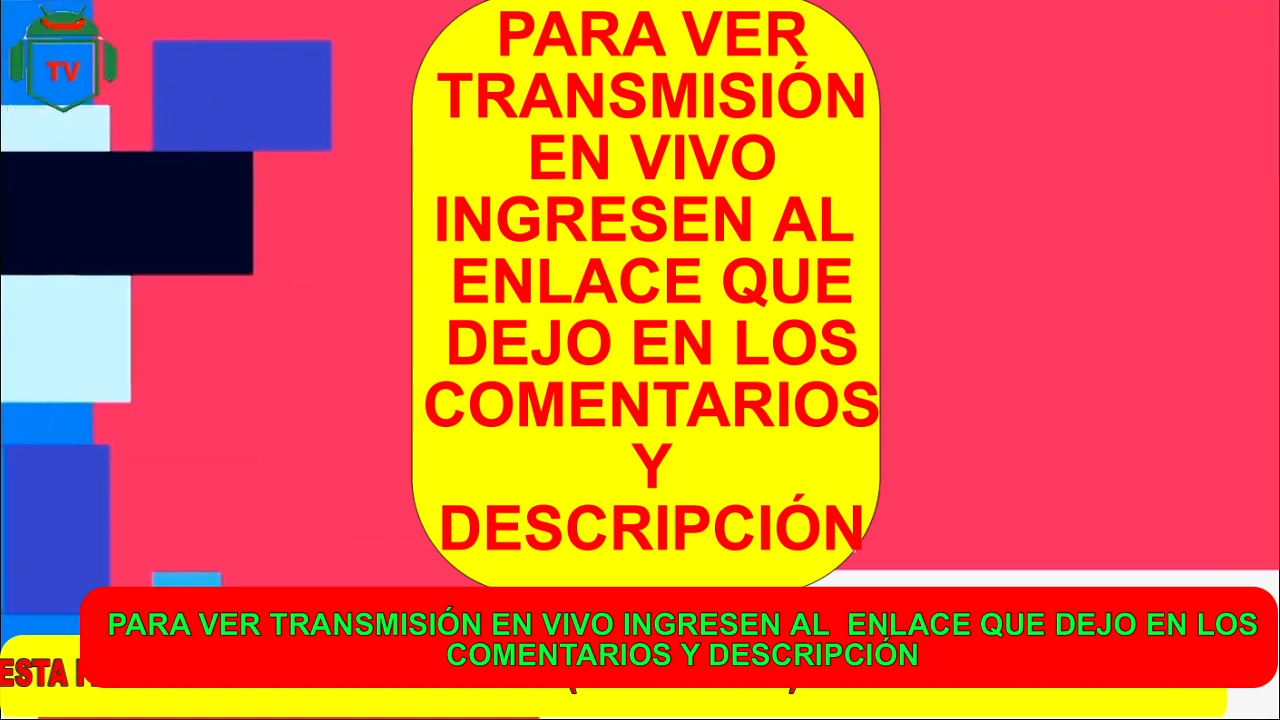 TV
PARA VER
TRANSMISIÓN
EN VIVO
INGRESEN AL
ENLACE QUE
DEJO EN LOS
COMENTARIOS
Y
DESCRIPCIÓN
PARA VER TRANSMISIÓN EN VIVO INGRESEN AL  ENLACE QUE DEJO EN LOS
COMENTARIOS Y DESCRIPCIÓN
ESTA